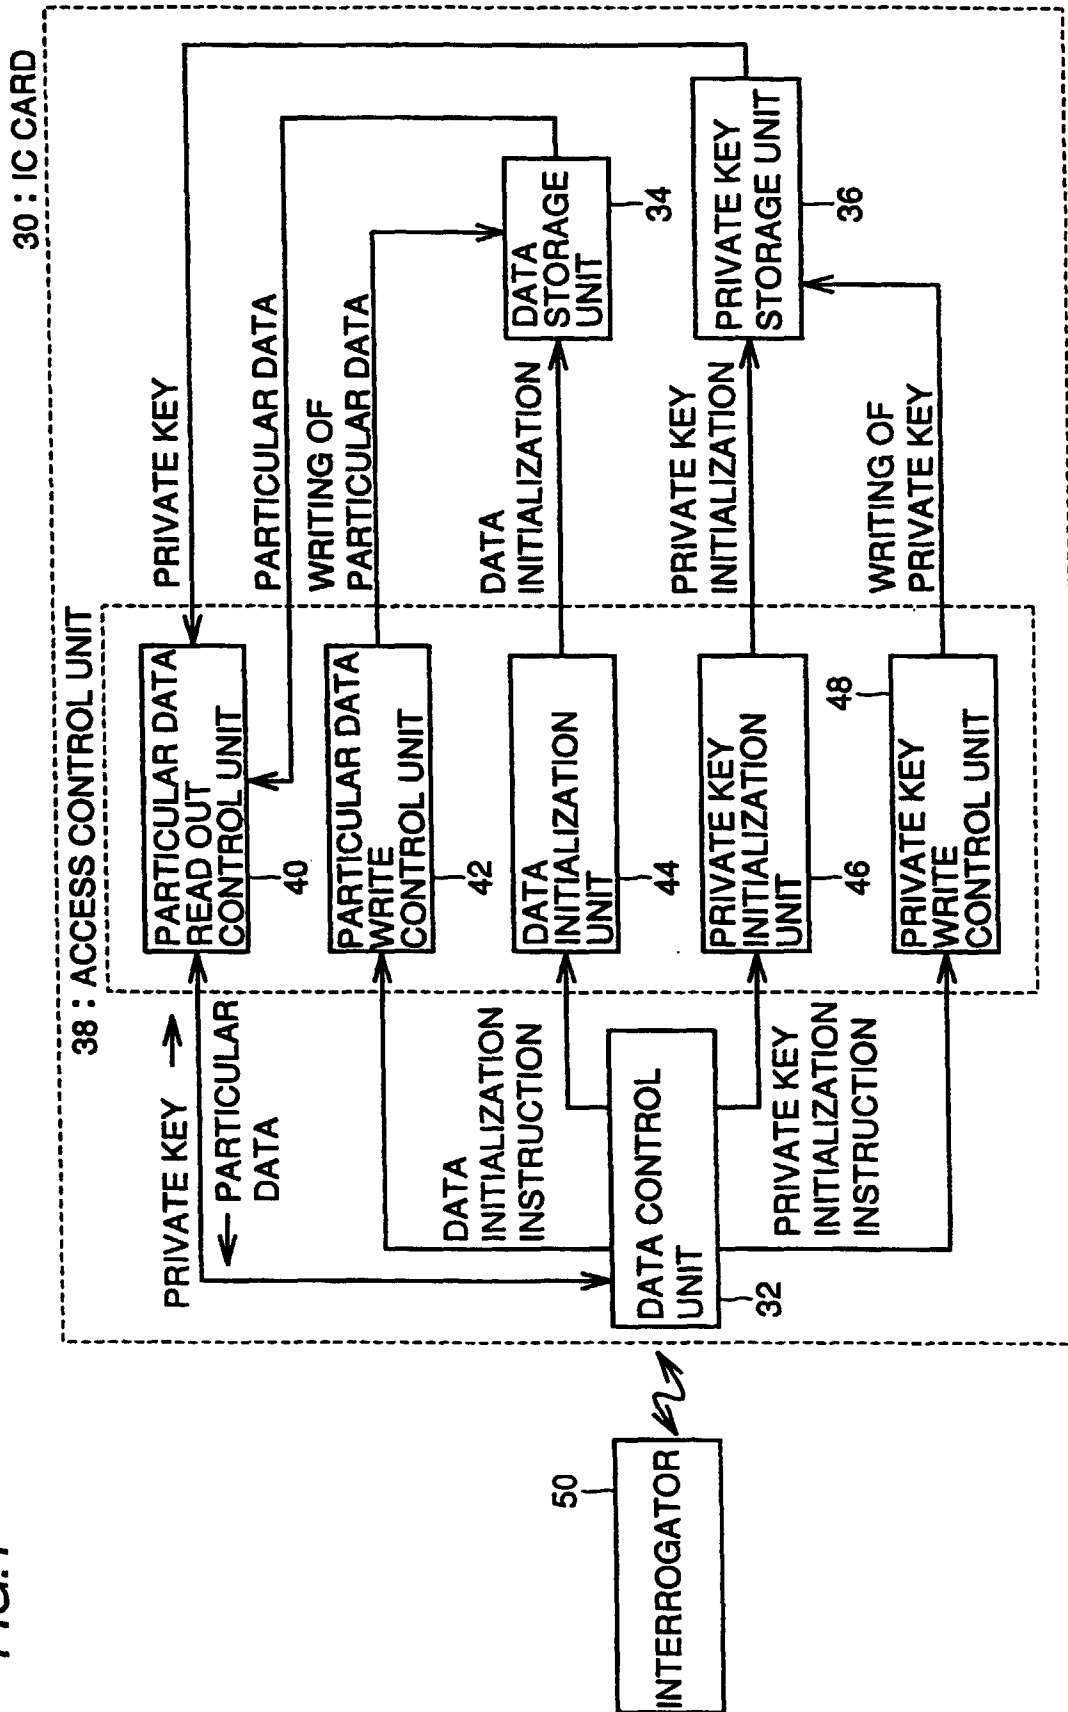 FIG.1
30 : IC CARD
38 : ACCESS CONTROL UNIT
PRIVATE KEY →
← PARTICULAR
DATA
PARTICULAR DATA
READ OUT
CONTROL UNIT
40
PRIVATE KEY
PARTICULAR DATA
PARTICULAR DATA
WRITE
CONTROL UNIT
42
WRITING OF
PARTICULAR DATA
DATA
INITIALIZATION
INSTRUCTION
DATA
INITIALIZATION
UNIT
44
DATA
INITIALIZATION
DATA
STORAGE
UNIT
34
50
INTERROGATOR
DATA CONTROL
UNIT
32
PRIVATE KEY
INITIALIZATION
INSTRUCTION
PRIVATE KEY
INITIALIZATION
UNIT
46
PRIVATE KEY
INITIALIZATION
PRIVATE KEY
STORAGE UNIT
36
48
PRIVATE KEY
WRITE
CONTROL UNIT
WRITING OF
PRIVATE KEY